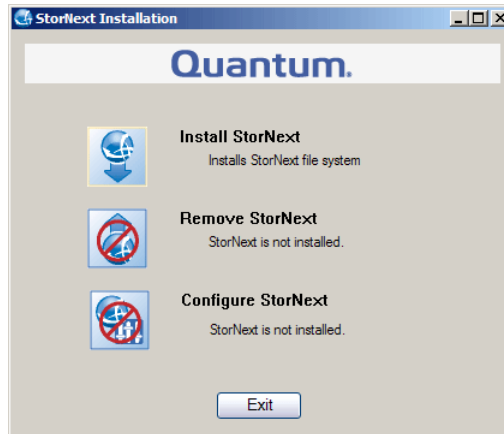 StorNext Installation
Quantum.
Install StorNext
Installs StorNext file system
Remove StorNext
StorNext is not installed.
Configure StorNext
StorNext is not installed.
Exit